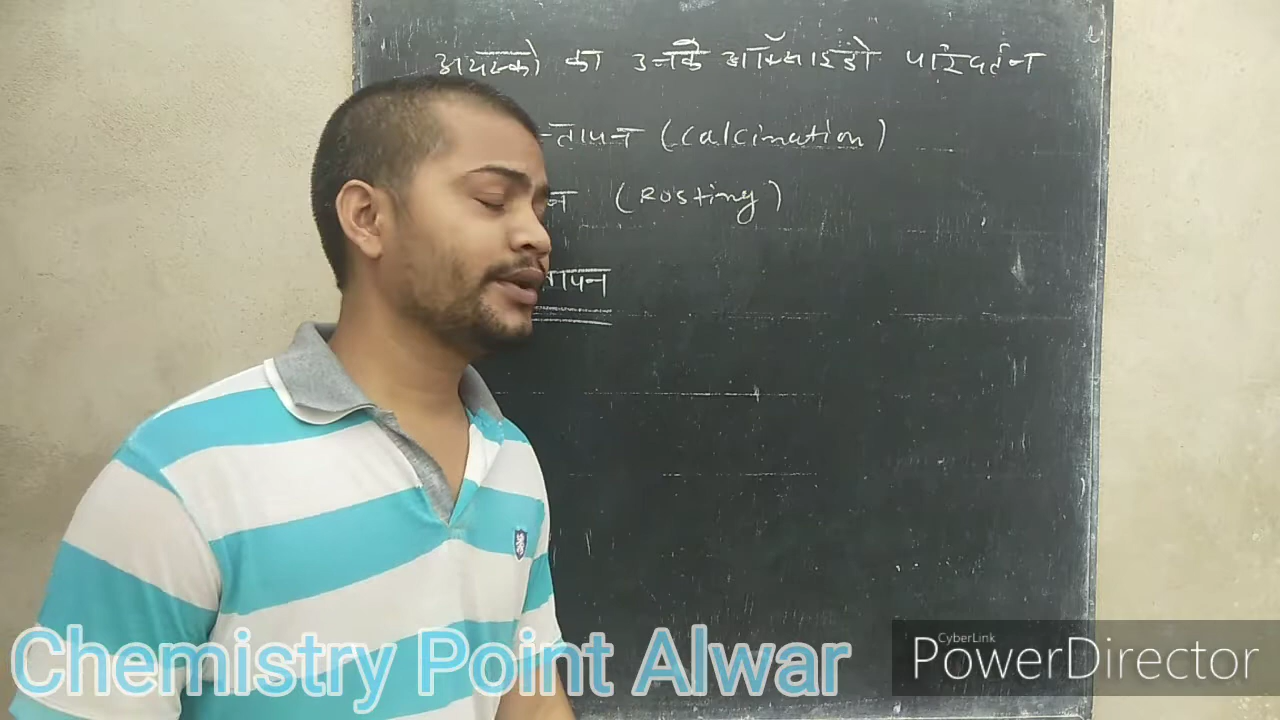 अयस्को का उनके ऑक्साइडो परिवर्तन
-तापन (Calcination)
न (Rosting)
तापन
Chemistry Point Alwar
CyberLink
PowerDirector